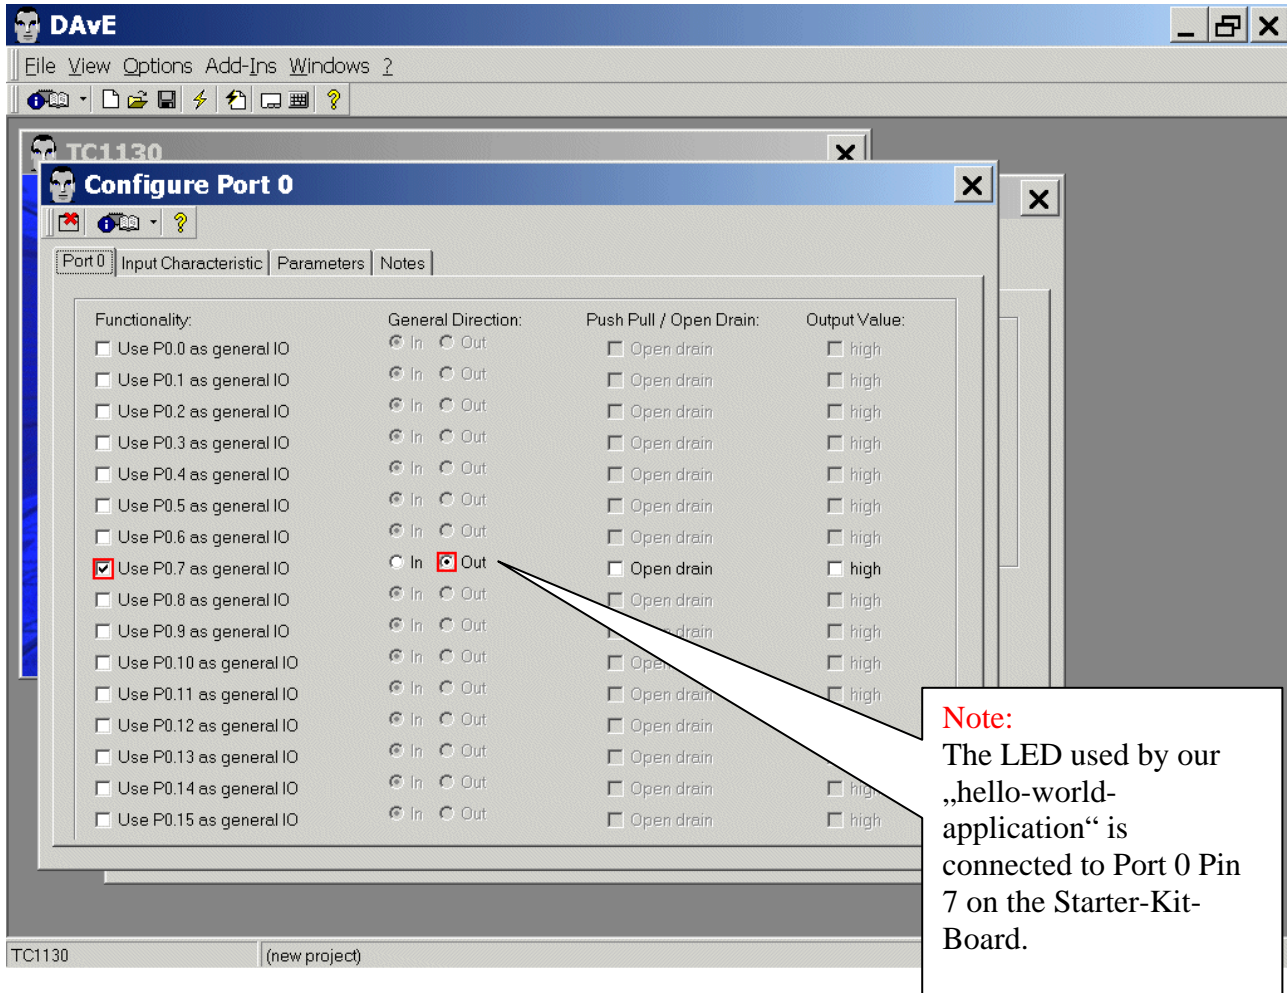 DAvE
File View Options Add-Ins Windows ?
TC1130
Configure Port 0
Port 0 Input Characteristic Parameters Notes
Functionality: General Direction: Push Pull / Open Drain: Output Value:
Use P0.0 as general IO In Out Open drain high
Use P0.1 as general IO In Out Open drain high
Use P0.2 as general IO In Out Open drain high
Use P0.3 as general IO In Out Open drain high
Use P0.4 as general IO In Out Open drain high
Use P0.5 as general IO In Out Open drain high
Use P0.6 as general IO In Out Open drain high
Use P0.7 as general IO In Out Open drain high
Use P0.8 as general IO In Out Open drain high
Use P0.9 as general IO In Out drain high
Use P0.10 as general IO In Out Open drain high
Use P0.11 as general IO In Out Open drain high
Use P0.12 as general IO In Out Open drain
Use P0.13 as general IO In Out Open drain
Use P0.14 as general IO In Out Open drain high
Use P0.15 as general IO In Out Open drain high
Note:
The LED used by our
„hello-world-
application“ is
connected to Port 0 Pin
7 on the Starter-Kit-
Board.
TC1130 (new project)